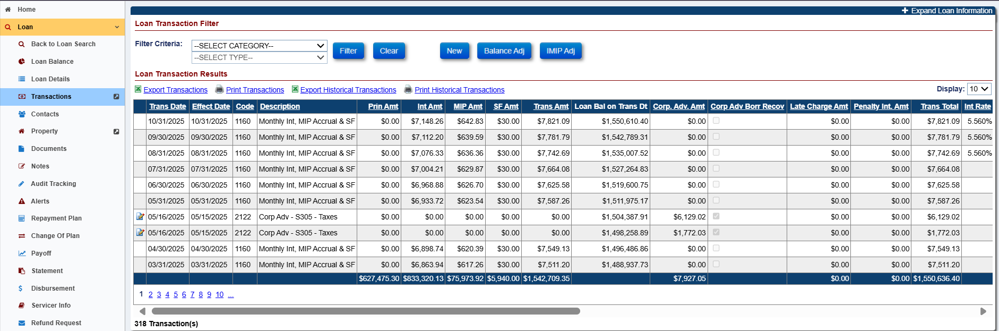 Home
Loan
Back to Loan Search
Loan Balance
Loan Details
Transactions
Contacts
Property
Documents
Notes
Audit Tracking
Alerts
Repayment Plan
Change Of Plan
Payoff
Statement
Disbursement
Servicer Info
Refund Request
Expand Loan Information
Loan Transaction Filter
Filter Criteria: --SELECT CATEGORY-- Filter Clear New Balance Adj IMIP Adj
--SELECT TYPE--
Loan Transaction Results
Export Transactions Print Transactions Export Historical Transactions Print Historical Transactions Display: 10
Trans Date Effect Date Code Description Prin Amt Int Amt MIP Amt SF Amt Trans Amt Loan Bal on Trans Dt Corp. Adv. Amt Corp Adv Borr Recov Late Charge Amt Penalty Int. Amt Trans Total Int Rate
10/31/2025 10/31/2025 1160 Monthly Int, MIP Accrual & SF $0.00 $7,148.26 $642.83 $30.00 $7,821.09 $1,550,610.40 $0.00 $0.00 $0.00 $7,821.09 5.560%
09/30/2025 09/30/2025 1160 Monthly Int, MIP Accrual & SF $0.00 $7,112.20 $639.59 $30.00 $7,781.79 $1,542,789.31 $0.00 $0.00 $0.00 $7,781.79 5.560%
08/31/2025 08/31/2025 1160 Monthly Int, MIP Accrual & SF $0.00 $7,076.33 $636.36 $30.00 $7,742.69 $1,535,007.52 $0.00 $0.00 $0.00 $7,742.69 5.560%
07/31/2025 07/31/2025 1160 Monthly Int, MIP Accrual & SF $0.00 $7,004.21 $629.87 $30.00 $7,664.08 $1,527,264.83 $0.00 $0.00 $0.00 $7,664.08
06/30/2025 06/30/2025 1160 Monthly Int, MIP Accrual & SF $0.00 $6,968.88 $626.70 $30.00 $7,625.58 $1,519,600.75 $0.00 $0.00 $0.00 $7,625.58
05/31/2025 05/31/2025 1160 Monthly Int, MIP Accrual & SF $0.00 $6,933.72 $623.54 $30.00 $7,587.26 $1,511,975.17 $0.00 $0.00 $0.00 $7,587.26
05/16/2025 05/15/2025 2122 Corp Adv - S305 - Taxes $0.00 $0.00 $0.00 $0.00 $0.00 $1,504,387.91 $6,129.02 $0.00 $0.00 $6,129.02
05/16/2025 05/15/2025 2122 Corp Adv - S305 - Taxes $0.00 $0.00 $0.00 $0.00 $0.00 $1,498,258.89 $1,772.03 $0.00 $0.00 $1,772.03
04/30/2025 04/30/2025 1160 Monthly Int, MIP Accrual & SF $0.00 $6,898.74 $620.39 $30.00 $7,549.13 $1,496,486.86 $0.00 $0.00 $0.00 $7,549.13
03/31/2025 03/31/2025 1160 Monthly Int, MIP Accrual & SF $0.00 $6,863.94 $617.26 $30.00 $7,511.20 $1,488,937.73 $0.00 $0.00 $0.00 $7,511.20
$627,475.30 $833,320.13 $75,973.92 $5,940.00 $1,542,709.35 $7,927.05 $0.00 $0.00 $1,550,636.40
1 2 3 4 5 6 7 8 9 10 ...
318 Transaction(s)